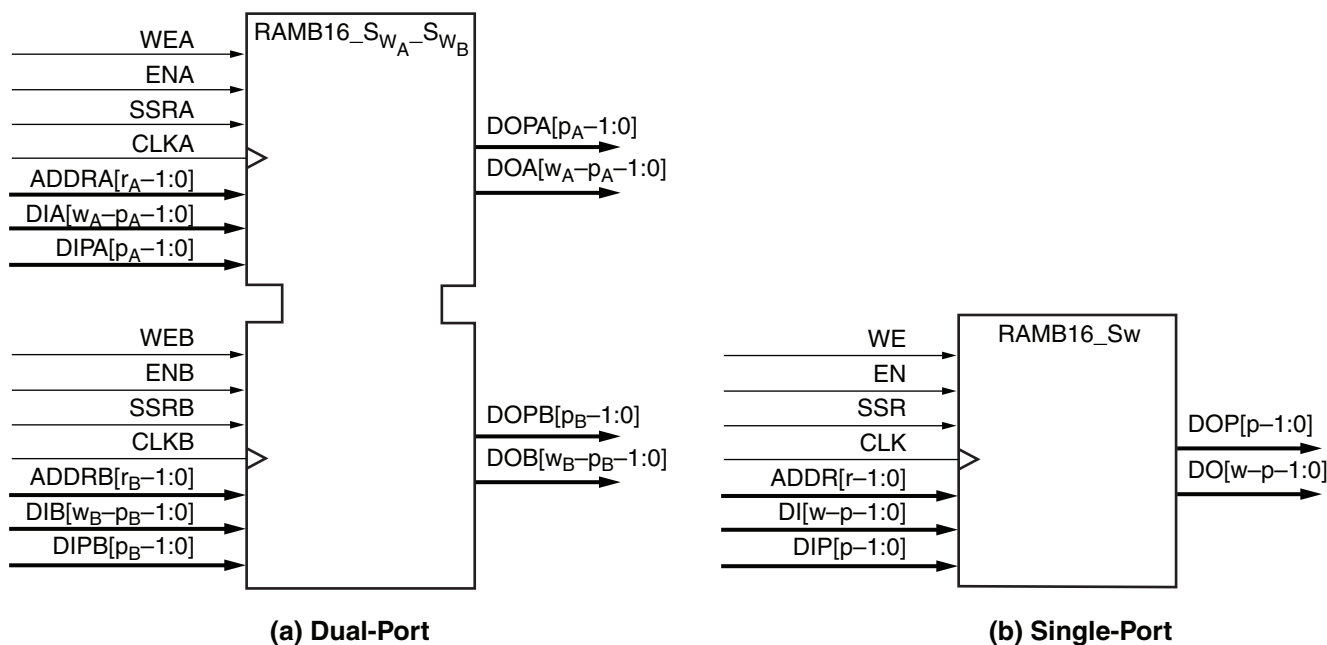 RAMB16_SWA_SWB
WEA
ENA
SSRA
CLKA
ADDRA[rA–1:0]
DIA[wA–pA–1:0]
DIPA[pA–1:0]
DOPA[pA–1:0]
DOA[wA–pA–1:0]
WEB
ENB
SSRB
CLKB
ADDRB[rB–1:0]
DIB[wB–pB–1:0]
DIPB[pB–1:0]
DOPB[pB–1:0]
DOB[wB–pB–1:0]
(a) Dual-Port
RAMB16_Sw
WE
EN
SSR
CLK
ADDR[r–1:0]
DI[w–p–1:0]
DIP[p–1:0]
DOP[p–1:0]
DO[w–p–1:0]
(b) Single-Port